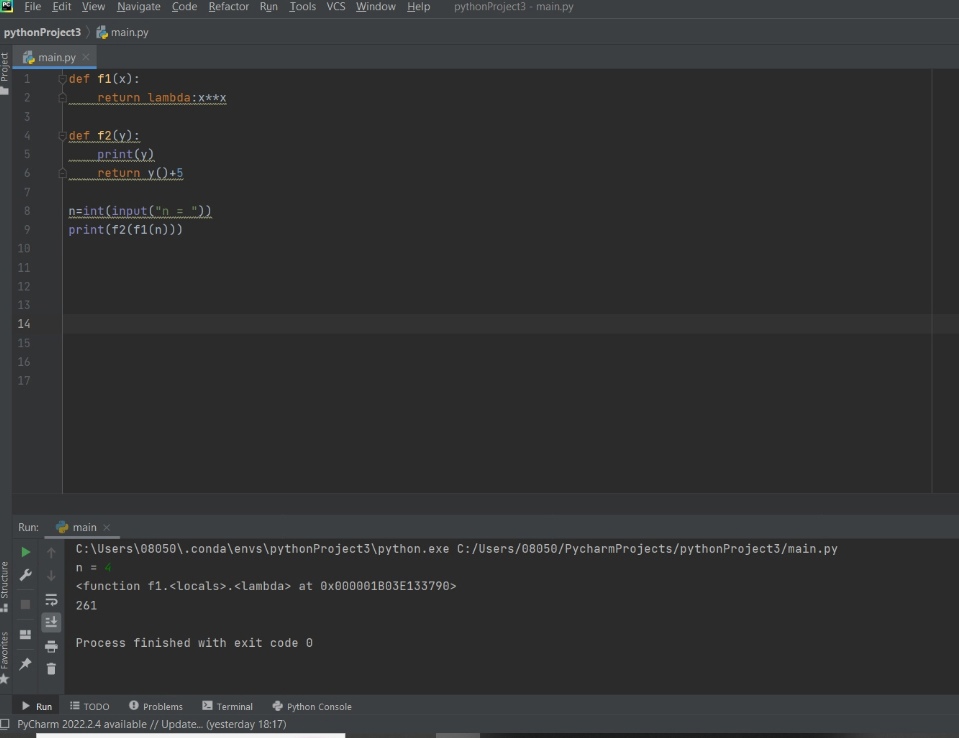 File Edit View Navigate Code Refactor Run Tools VCS Window Help pythonProject3 - main.py
pythonProject3 main.py
Project
main.py
1 def f1(x):
2     return lambda:x**x
3
4 def f2(y):
5     print(y)
6     return y()+5
7
8 n=int(input("n = "))
9 print(f2(f1(n)))
10
11
12
13
14
15
16
17
Run: main
C:\Users\08050\.conda\envs\pythonProject3\python.exe C:/Users/08050/PycharmProjects/pythonProject3/main.py
n = 4
<function f1.<locals>.<lambda> at 0x000001B03E133790>
261
Process finished with exit code 0
Structure
Favorites
Run TODO Problems Terminal Python Console
PyCharm 2022.2.4 available // Update... (yesterday 18:17)